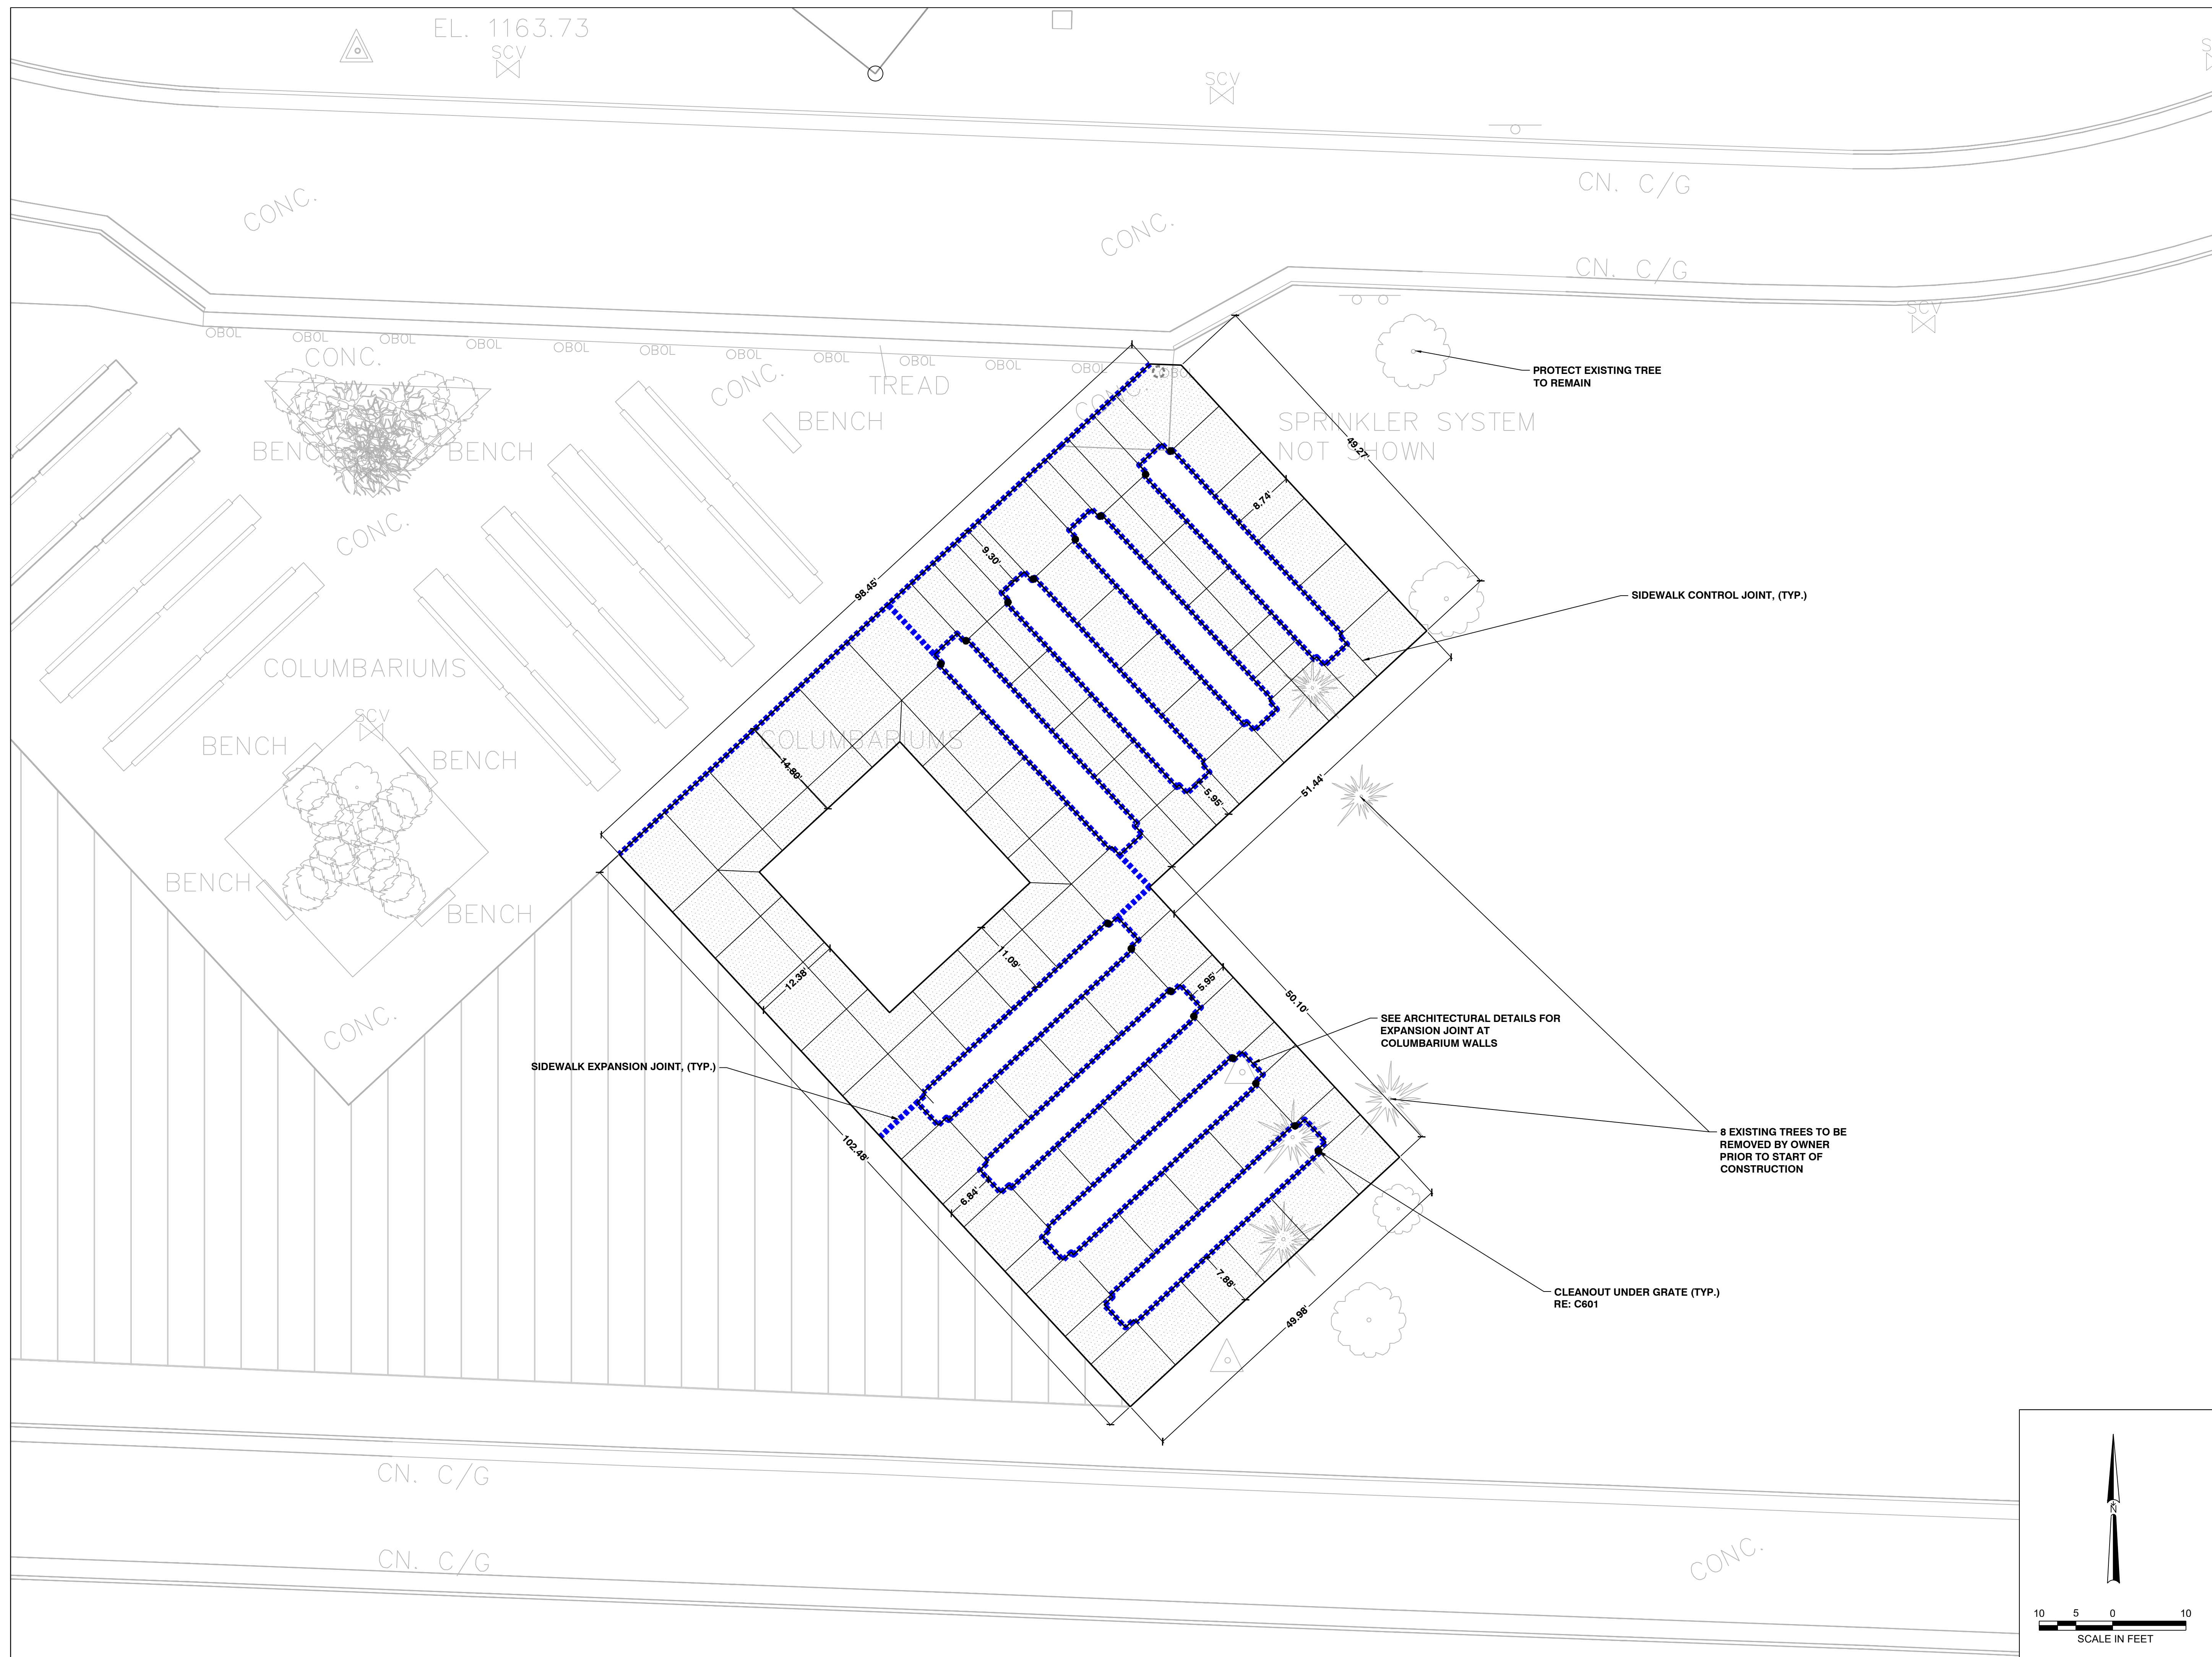 EL. 1163.73
SCV
SCV
CN. C/G
CONC.
CONC.
CN. C/G
SCV
OBOL
OBOL
OBOL
OBOL
OBOL
OBOL
OBOL
OBOL
OBOL
OBOL
OBOL
CONC.
CONC.
TREAD
CONC.
BENCH
BENCH
BENCH
PROTECT EXISTING TREE
TO REMAIN
SPRINKLER SYSTEM
NOT SHOWN
49.27'
8.74'
9.30'
98.45'
CONC.
SIDEWALK CONTROL JOINT, (TYP.)
COLUMBARIUMS
SCV
BENCH
BENCH
COLUMBARIUMS
14.80'
5.95'
51.44'
BENCH
BENCH
CONC.
12.38'
11.09'
5.95'
50.10'
SEE ARCHITECTURAL DETAILS FOR
EXPANSION JOINT AT
COLUMBARIUM WALLS
SIDEWALK EXPANSION JOINT, (TYP.)
102.48'
6.84'
8 EXISTING TREES TO BE
REMOVED BY OWNER
PRIOR TO START OF
CONSTRUCTION
7.88'
49.98'
CLEANOUT UNDER GRATE (TYP.)
RE: C601
CN. C/G
CN. C/G
CONC.
N
10 5 0 10
SCALE IN FEET